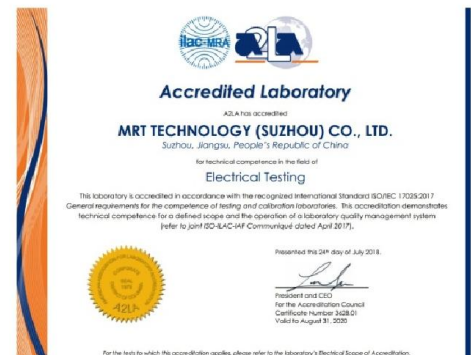 ilac-MRA
A2LA
Accredited Laboratory
A2LA has accredited
MRT TECHNOLOGY (SUZHOU) CO., LTD.
Suzhou, Jiangsu, People's Republic of China
for technical competence in the field of
Electrical Testing
This laboratory is accredited in accordance with the recognized International Standard ISO/IEC 17025:2017
General requirements for the competence of testing and calibration laboratories. This accreditation demonstrates
technical competence for a defined scope and the operation of a laboratory quality management system
(refer to joint ISO-ILAC-IAF Communiqué dated April 2017).
Presented this 24th day of July 2018.
President and CEO
For the Accreditation Council
Certificate Number 3628.01
Valid to August 31, 2020
A2LA
For the tests to which this accreditation applies, please refer to the laboratory's Electrical Scope of Accreditation.